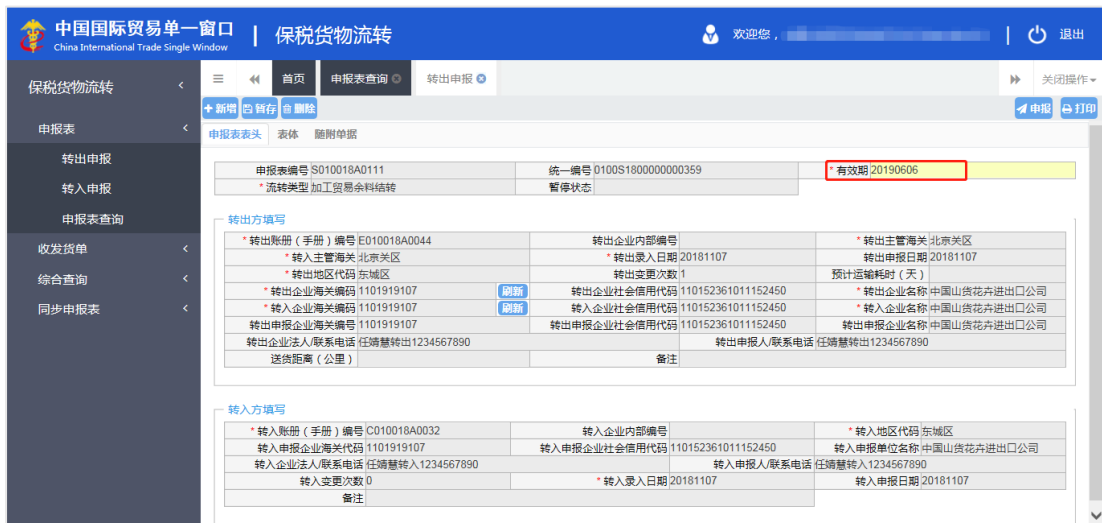 中国国际贸易单一窗口 | 保税货物流转
China International Trade Single Window
欢迎您，
退出
保税货物流转
申报表
转出申报
转入申报
申报表查询
收发货单
综合查询
同步申报表
首页 申报表查询 转出申报 关闭操作
新增 暂存 删除 申报 打印
申报表表头 表体 随附单据
申报表编号 S010018A0111 统一编号 0100S1800000000359 *有效期 20190606
*流转类型 加工贸易余料结转 暂停状态
转出方填写
*转出账册（手册）编号 E010018A0044 转出企业内部编号 *转出主管海关 北京关区
*转入主管海关 北京关区 *转出录入日期 20181107 转出申报日期 20181107
*转出地区代码 东城区 转出变更次数 1 预计运输耗时（天）
*转出企业海关编码 1101919107 刷新 转出企业社会信用代码 110152361011152450 *转出企业名称 中国山货花卉进出口公司
*转入企业海关编码 1101919107 刷新 转入企业社会信用代码 110152361011152450 *转入企业名称 中国山货花卉进出口公司
转出申报企业海关编号 1101919107 转出申报企业社会信用代码 110152361011152450 转出申报企业名称 中国山货花卉进出口公司
转出企业法人/联系电话 任婧慧转出1234567890 转出申报人/联系电话 任婧慧转出1234567890
送货距离（公里） 备注
转入方填写
*转入账册（手册）编号 C010018A0032 转入企业内部编号 *转入地区代码 东城区
转入申报企业海关代码 1101919107 转入申报企业社会信用代码 110152361011152450 转入申报单位名称 中国山货花卉进出口公司
转入企业法人/联系电话 任婧慧转入1234567890 转入申报人/联系电话 任婧慧转入1234567890
转入变更次数 0 *转入录入日期 20181107 转入申报日期 20181107
备注